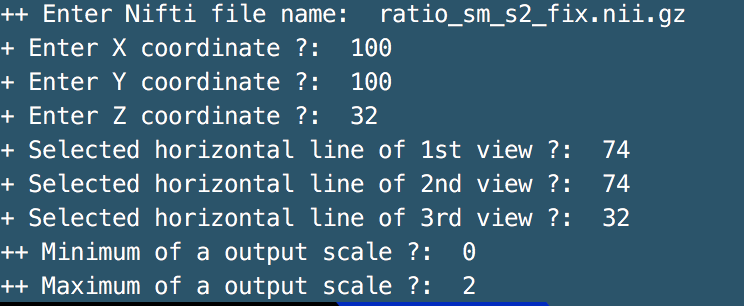 ++ Enter Nifti file name:  ratio_sm_s2_fix.nii.gz
+ Enter X coordinate ?:  100
+ Enter Y coordinate ?:  100
+ Enter Z coordinate ?:  32
+ Selected horizontal line of 1st view ?:  74
+ Selected horizontal line of 2nd view ?:  74
+ Selected horizontal line of 3rd view ?:  32
++ Minimum of a output scale ?:  0
++ Maximum of a output scale ?:  2